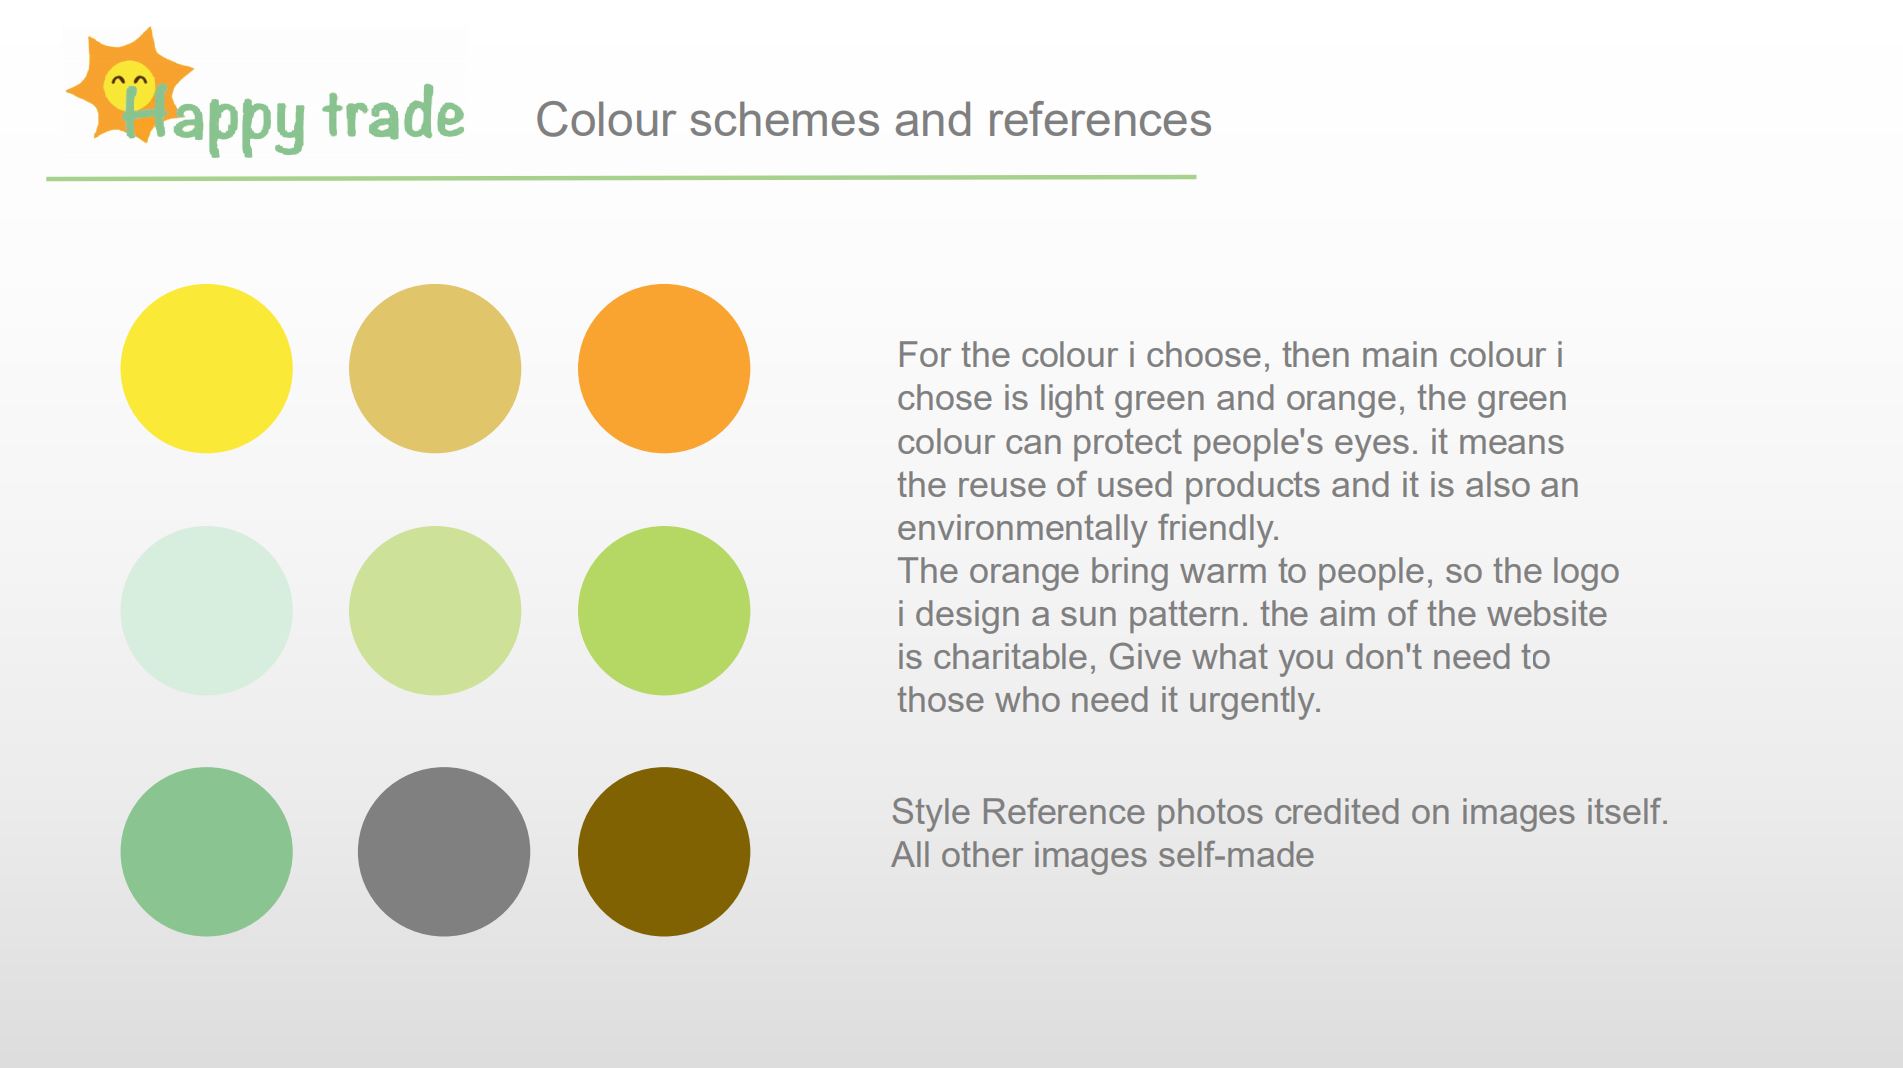 Happy trade
Colour schemes and references
For the colour i choose, then main colour i
chose is light green and orange, the green
colour can protect people's eyes. it means
the reuse of used products and it is also an
environmentally friendly.
The orange bring warm to people, so the logo
i design a sun pattern. the aim of the website
is charitable, Give what you don't need to
those who need it urgently.
Style Reference photos credited on images itself.
All other images self-made